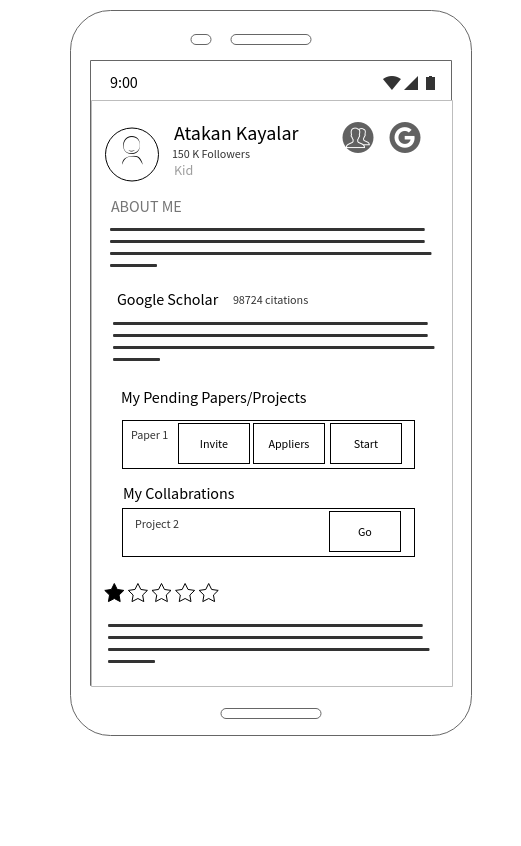 9:00
Atakan Kayalar
150 K Followers
Kid
ABOUT ME
Google Scholar 98724 citations
My Pending Papers/Projects
Paper 1 Invite Appliers Start
My Collabrations
Project 2 Go